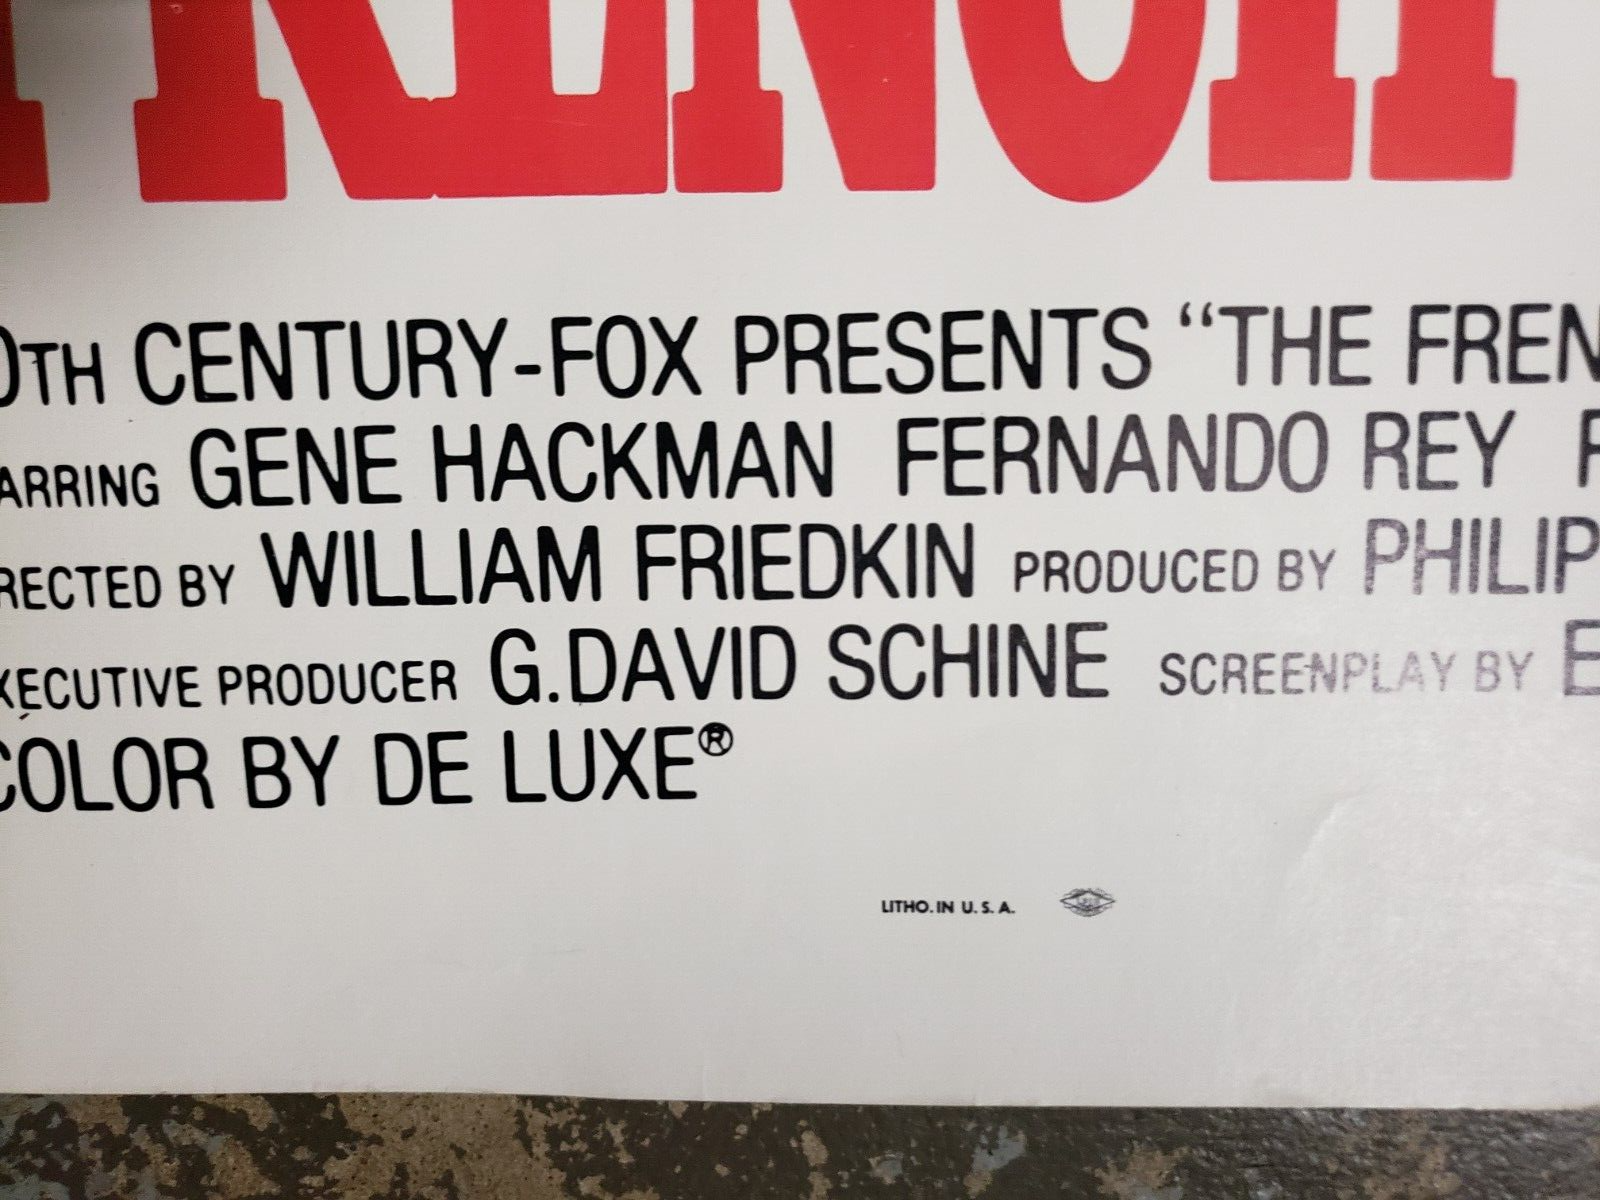 FRENCH
0TH CENTURY-FOX PRESENTS “THE FREN
ARRING GENE HACKMAN FERNANDO REY
RECTED BY WILLIAM FRIEDKIN PRODUCED BY PHILIP
XECUTIVE PRODUCER G.DAVID SCHINE SCREENPLAY BY E
COLOR BY DE LUXE®
LITHO. IN U. S. A.